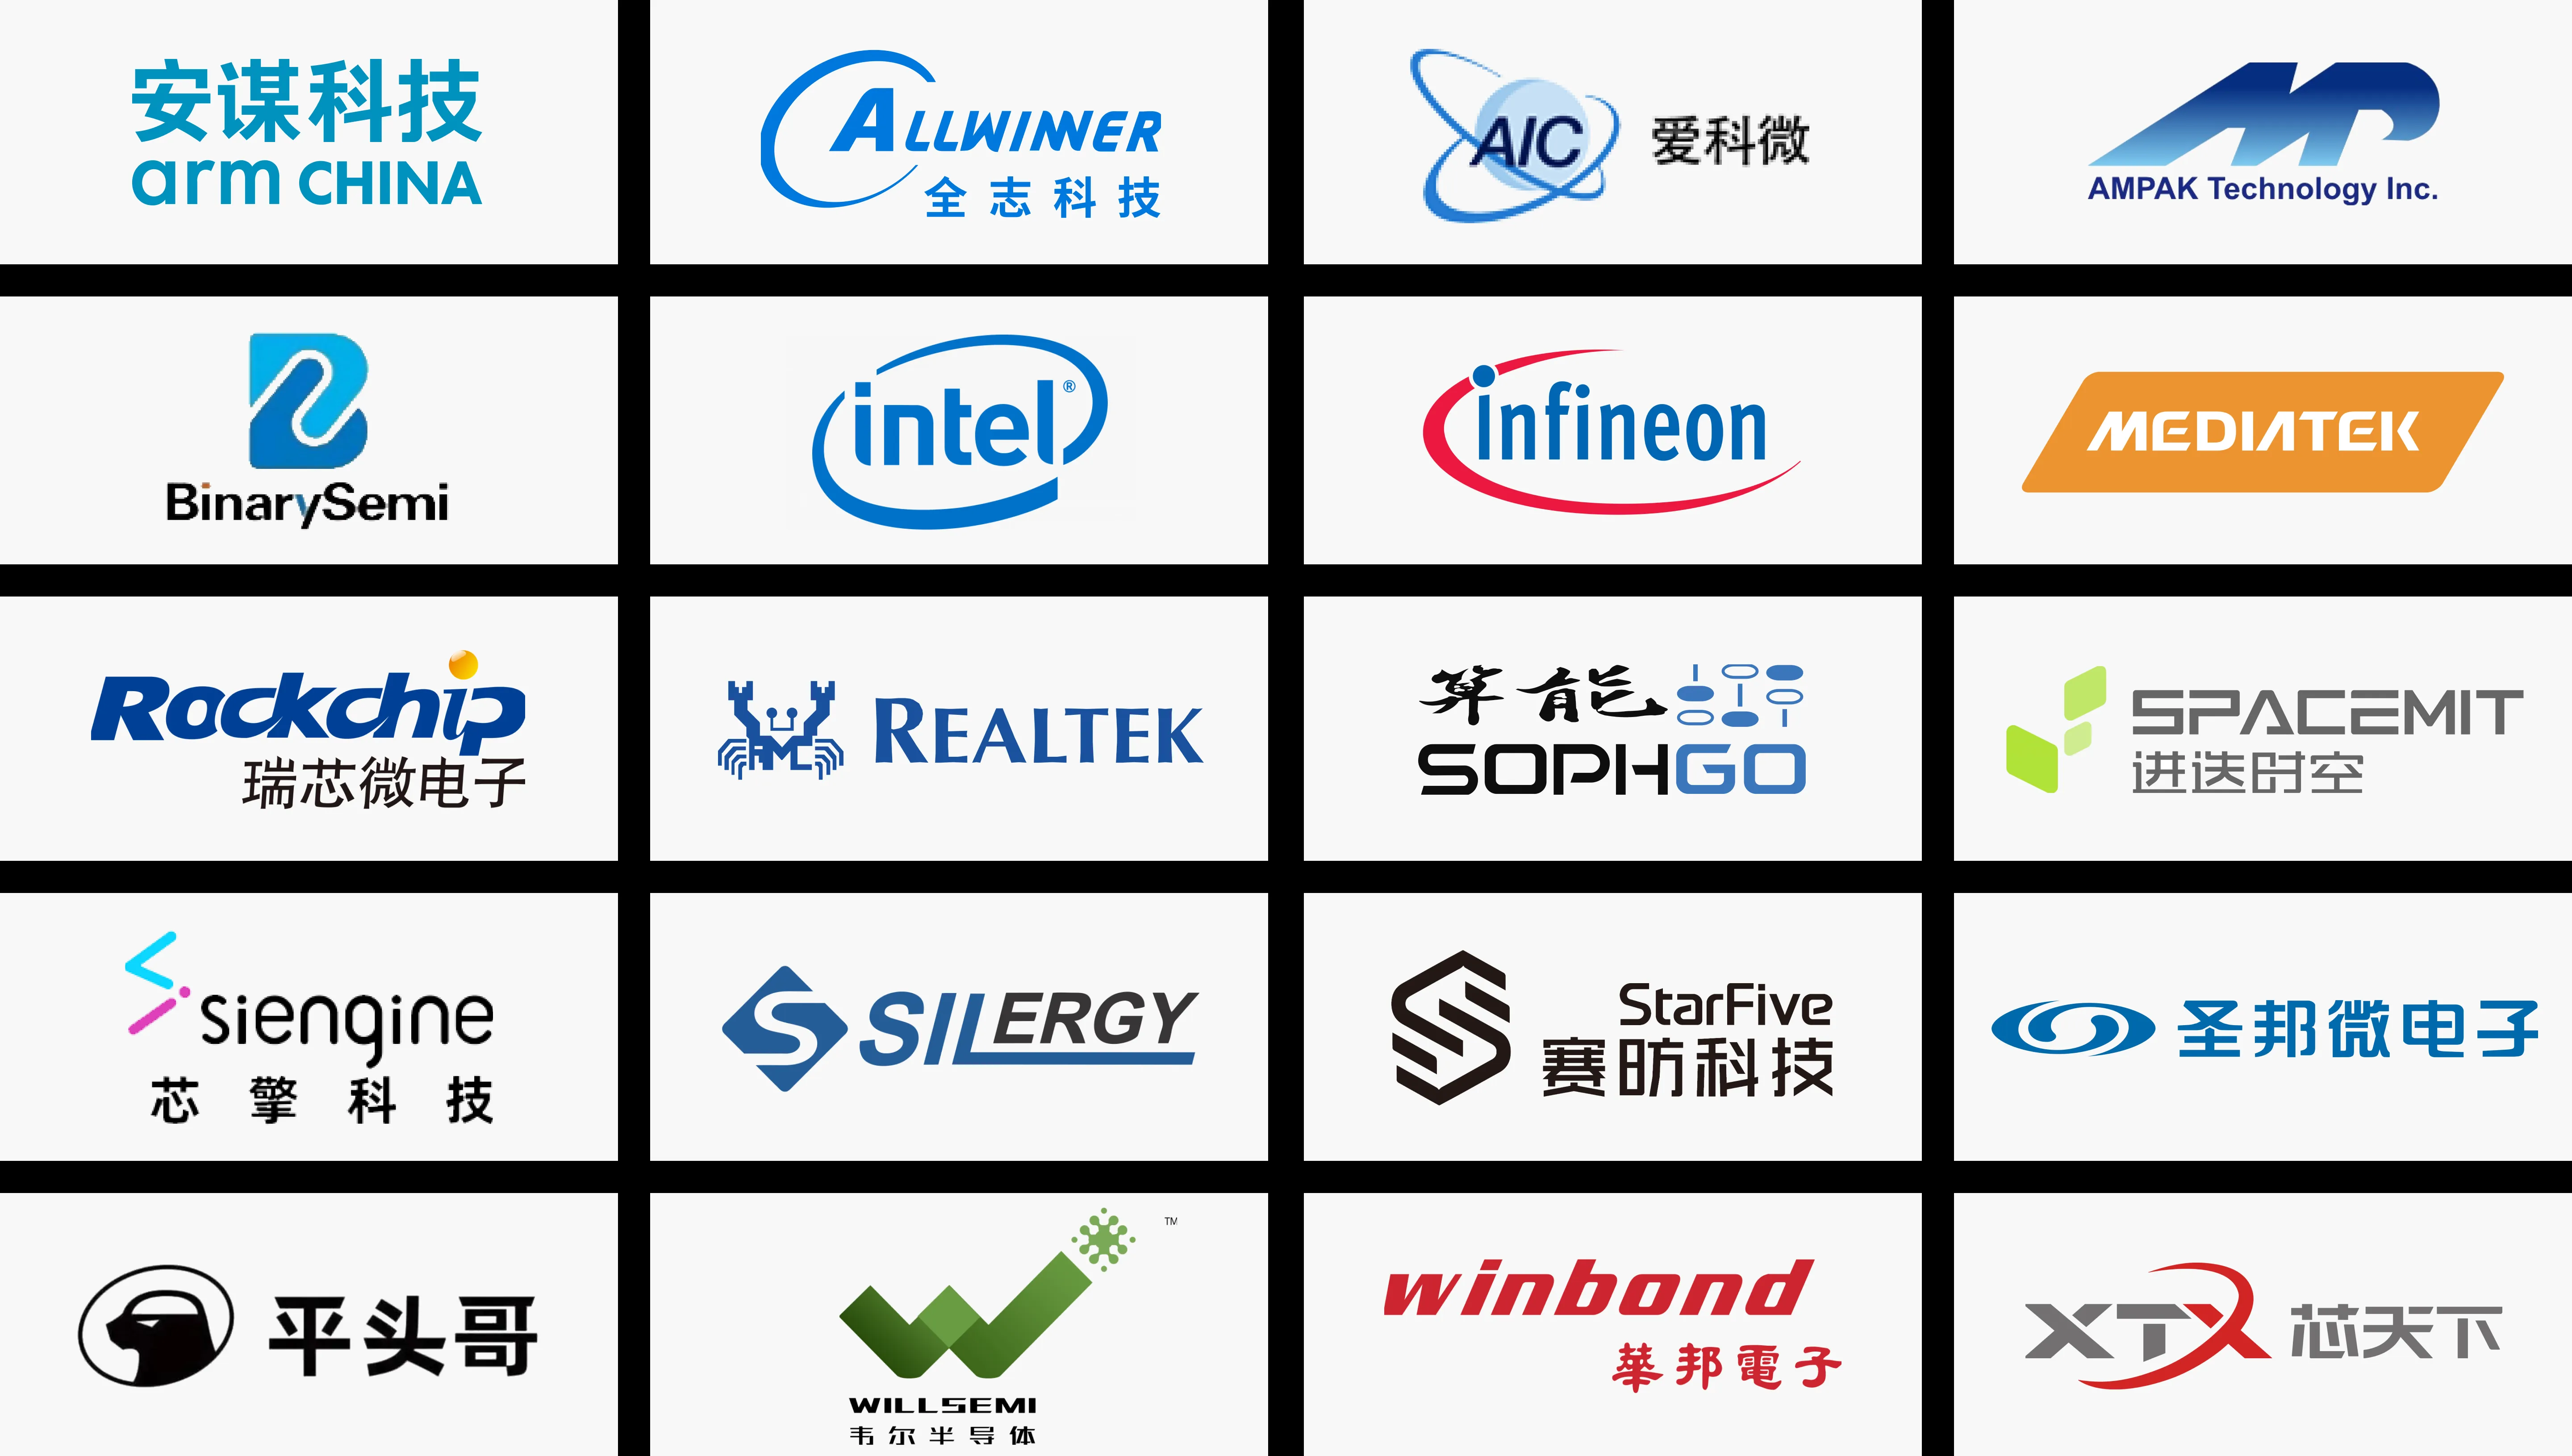 安谋科技
arm CHINA
ALLWINNER
全志科技
AIC
爱科微
AMPAK Technology Inc.
BinarySemi
intel®
infineon
MEDIATEK
Rockchip
瑞芯微电子
REALTEK
算能
SOPHGO
SPACEMIT
进迭时空
siengine
芯擎科技
SILERGY
StarFive
赛昉科技
圣邦微电子
平头哥
TM
WILLSEMI
韦尔半导体
winbond
華邦電子
XTX 芯天下